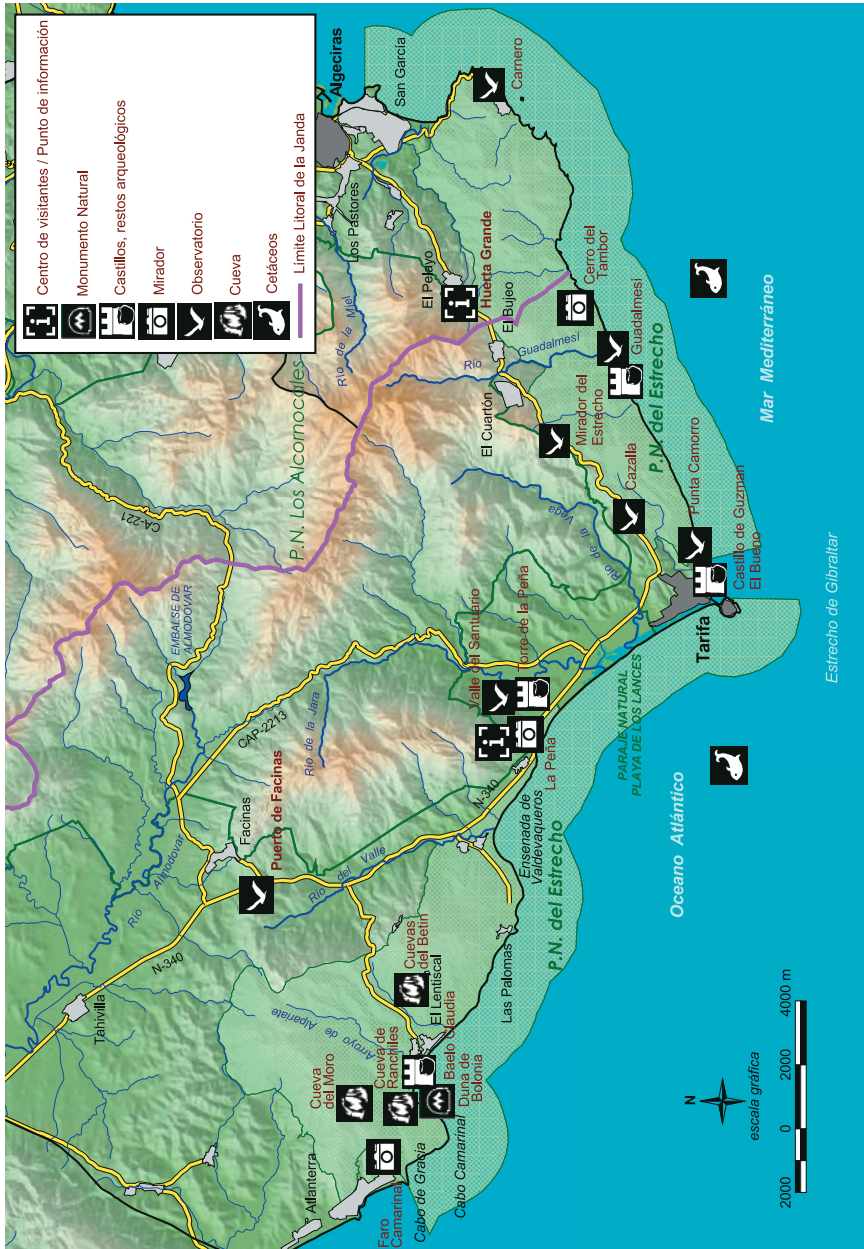 Centro de visitantes / Punto de información
Monumento Natural
Castillos, restos arqueológicos
Mirador
Observatorio
Cueva
Cetáceos
Límite Litoral de la Janda
Algeciras
San García
Carnero
Los Pastores
El Pelayo
Huerta Grande
El Bujeo
Río de la Miel
P.N. Los Alcornocales
CA-221
EMBALSE DE
ALMODOVAR
Río
Guadalmesí
Cerro del
Tambor
Guadalmesí
El Cuartón
Mirador del
Estrecho
Cazalla
P.N. del Estrecho
Punta Camorro
Castillo de Guzman
El Bueno
Mar Mediterráneo
Estrecho de Gibraltar
Río de la Vega
Tarifa
Valle del Santuario
Torre de la Peña
La Peña
PARAJE NATURAL
PLAYA DE LOS LANCES
Río de la Jara
CAP-2213
N-340
Ensenada de
Valdevaqueros
Oceano Atlántico
P.N. del Estrecho
Facinas
Puerto de Facinas
Río del Valle
Río
Almodovar
N-340
Tahivilla
Arroyo de Alpariate
Cuevas
del Betin
El Lentiscal
Las Palomas
Cueva
del Moro
Cueva de
Ranchiles
Baelo Claudia
Duna de
Bolonia
Cabo Camarinal
Cabo de Gracia
Faro
Camarinal
Atlanterra
N
escala gráfica
2000
0
2000
4000 m